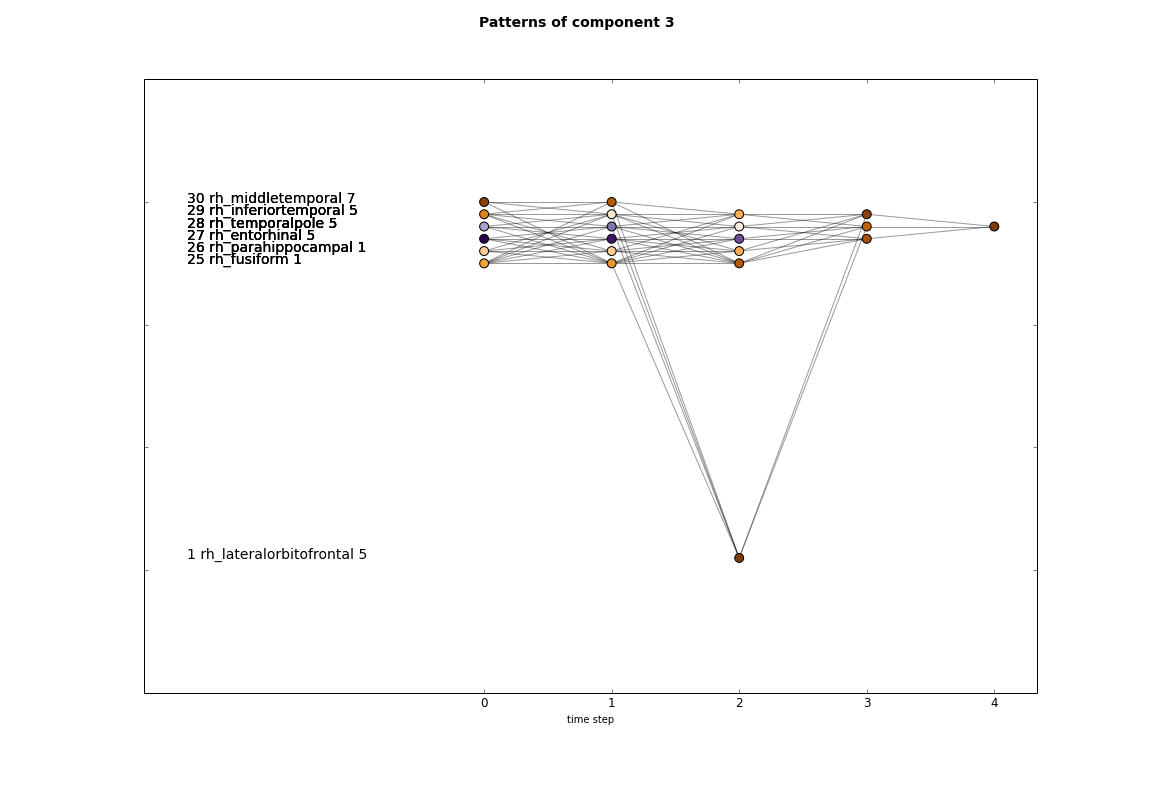 Patterns of component 3
30 rh_middletemporal 7
29 rh_inferiortemporal 5
28 rh_temporalpole 5
27 rh_entorhinal 5
26 rh_parahippocampal 1
25 rh_fusiform 1
1 rh_lateralorbitofrontal 5
0 1 2 3 4
time step